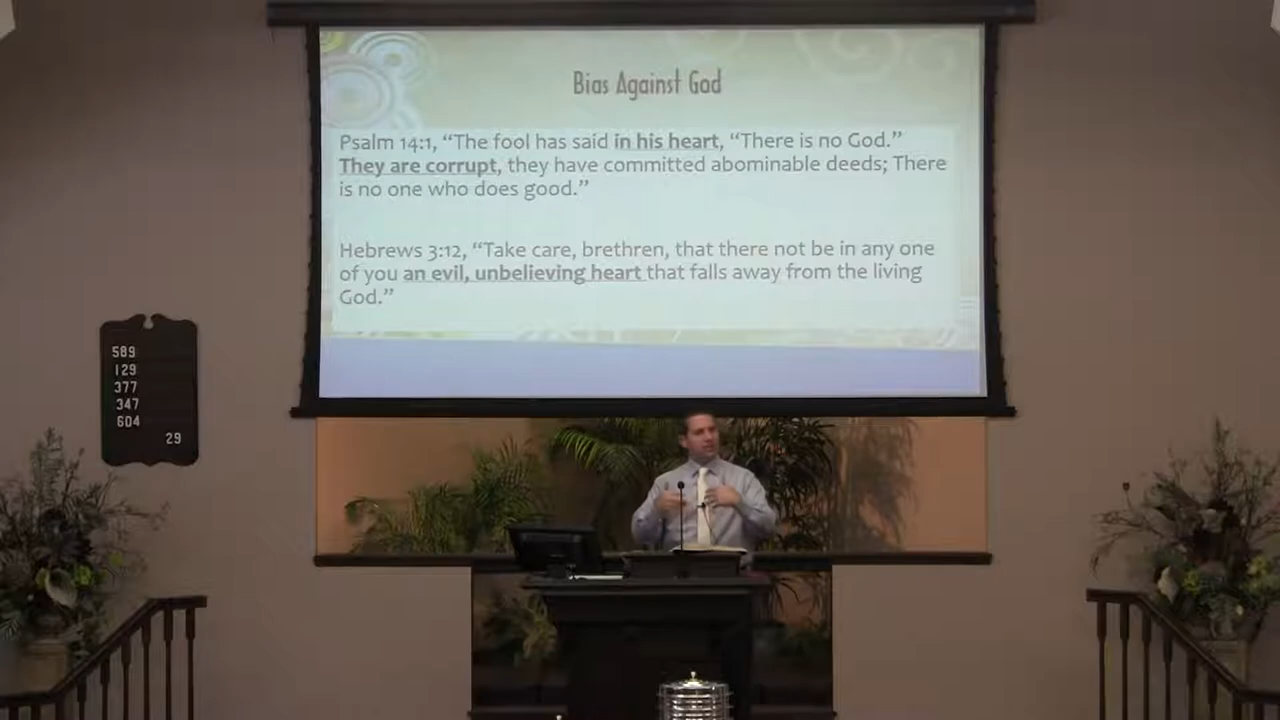 Bias Against God
Psalm 14:1, “The fool has said in his heart, “There is no God.”
They are corrupt, they have committed abominable deeds; There
is no one who does good.”
Hebrews 3:12, “Take care, brethren, that there not be in any one
of you an evil, unbelieving heart that falls away from the living
God.”
589
129
377
347
604
29